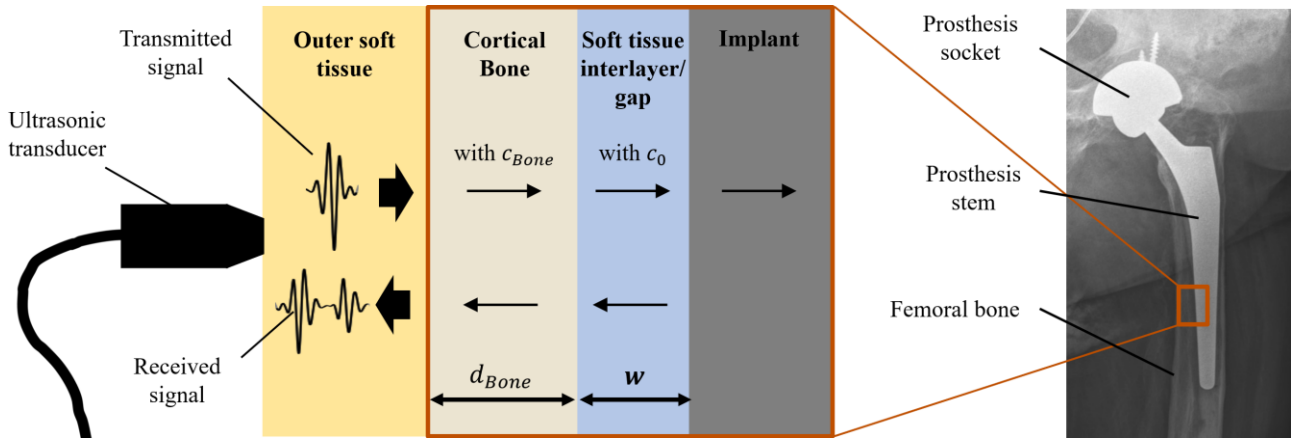 Transmitted
signal
Ultrasonic
transducer
Received
signal
Outer soft
tissue
Cortical
Bone
Soft tissue
interlayer/
gap
Implant
with c_Bone
with c_0
d_Bone
w
Prosthesis
socket
Prosthesis
stem
Femoral bone